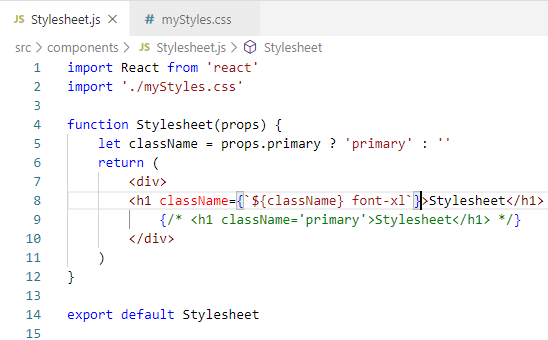 JS Stylesheet.js × # myStyles.css
src > components > JS Stylesheet.js > Stylesheet
1 import React from 'react'
2 import './myStyles.css'
3
4 function Stylesheet(props) {
5 let className = props.primary ? 'primary' : ''
6 return (
7 <div>
8 <h1 className={`${className} font-xl`}>Stylesheet</h1>
9 {/* <h1 className='primary'>Stylesheet</h1> */}
10 </div>
11 )
12 }
13
14 export default Stylesheet
15